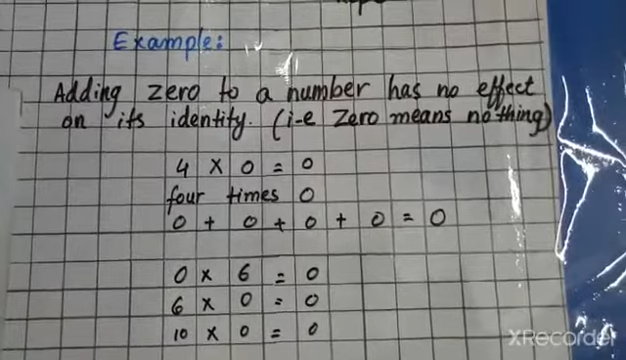 Example:
Adding zero to a number has no effect
on its identity. (i-e Zero means nothing)
4 × 0 = 0
four times 0
0 + 0 + 0 + 0 = 0
0 × 6 = 0
6 × 0 = 0
10 × 0 = 0
XRecorder